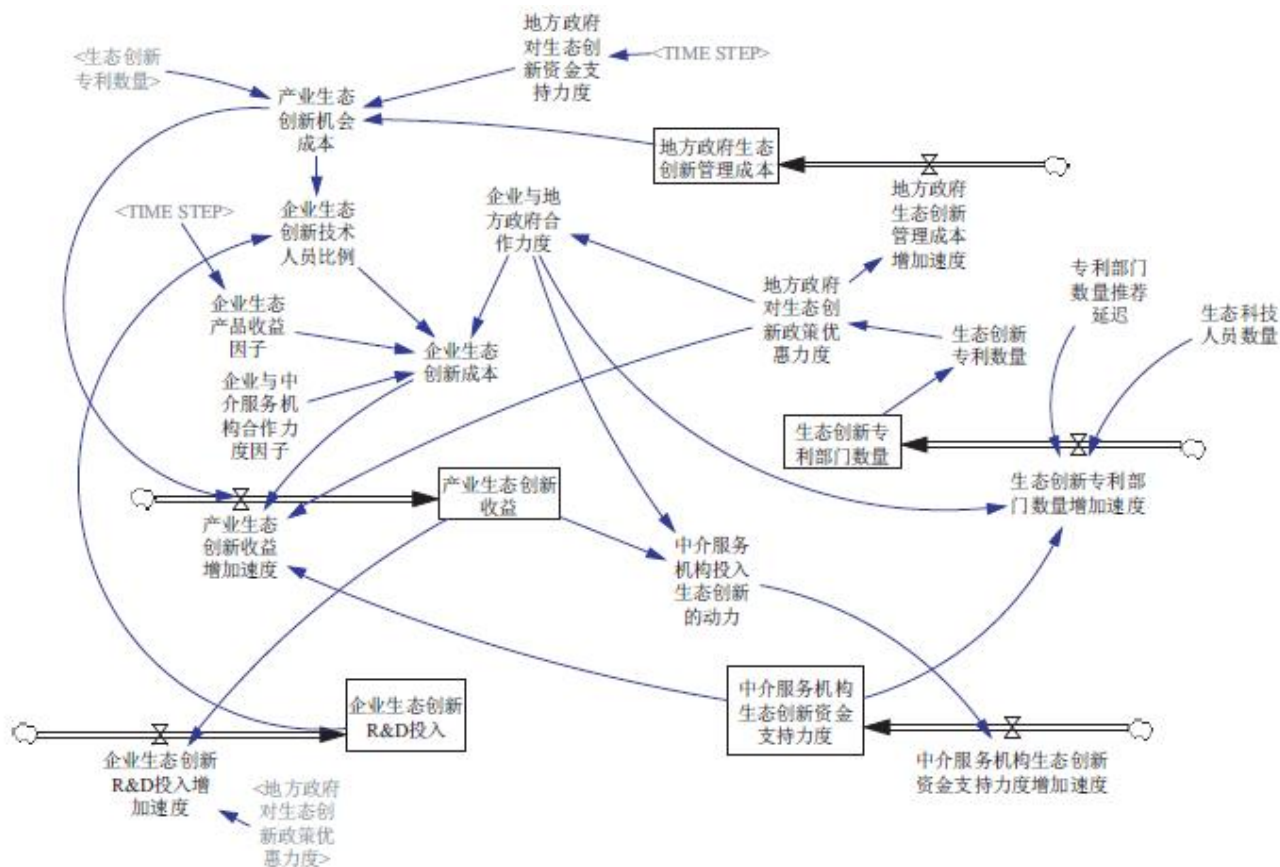 地方政府
对生态创
新资金支
持力度
<TIME STEP>
<生态创新
专利数量>
产业生态
创新机会
成本
地方政府生态
创新管理成本
地方政府
生态创新
管理成本
增加速度
<TIME STEP>
企业生态
创新技术
人员比例
企业与地
方政府合
作力度
地方政府
对生态创
新政策优
惠力度
专利部门
数量推荐
延迟
生态科技
人员数量
企业生态
产品收益
因子
企业生态
创新成本
生态创新
专利数量
企业与中
介服务机
构合作力
度因子
生态创新专
利部门数量
生态创新专利部
门数量增加速度
产业生态创新
收益
产业生态
创新收益
增加速度
中介服务
机构投入
生态创新
的动力
企业生态创新
R&D投入
中介服务机构
生态创新资金
支持力度
企业生态创新
R&D投入增
加速度
中介服务机构生态创新
资金支持力度增加速度
<地方政府
对生态创
新政策优
惠力度>